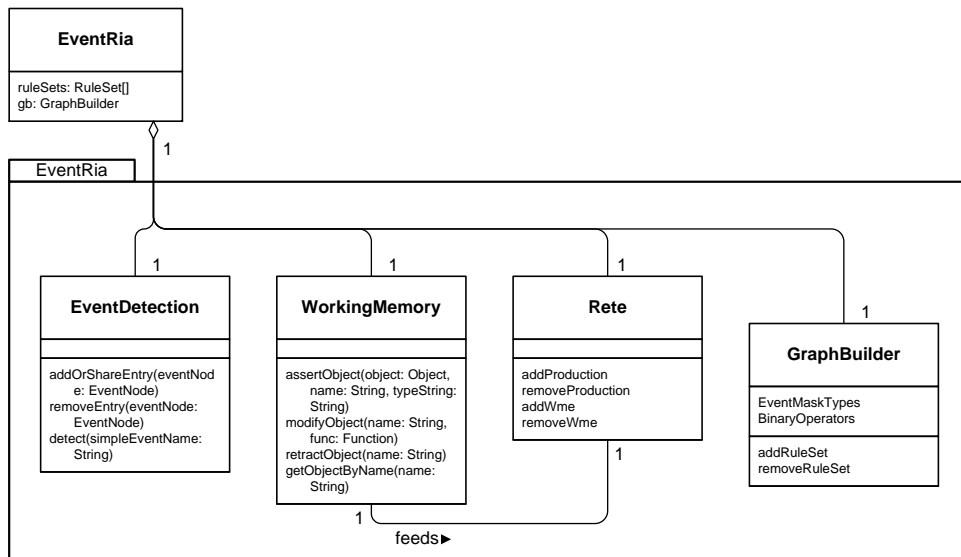 EventRia
ruleSets: RuleSet[]
gb: GraphBuilder
1
EventRia
1
1
1
1
EventDetection
addOrShareEntry(eventNod
e: EventNode)
removeEntry(eventNode:
EventNode)
detect(simpleEventName:
String)
WorkingMemory
assertObject(object: Object,
name: String, typeString:
String)
modifyObject(name: String,
func: Function)
retractObject(name: String)
getObjectByName(name:
String)
Rete
addProduction
removeProduction
addWme
removeWme
GraphBuilder
EventMaskTypes
BinaryOperators
addRuleSet
removeRuleSet
1
1
feeds►